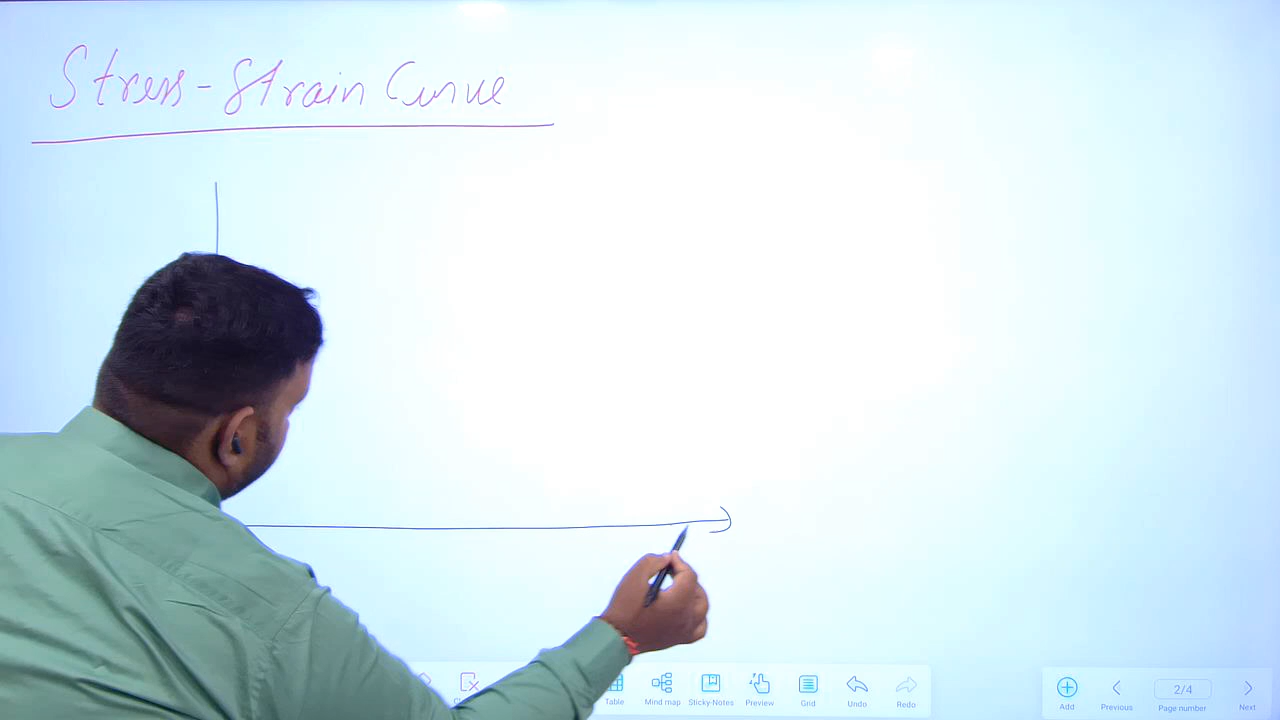 Stress-Strain Curve
Table Mind map Sticky-Notes Preview Grid Undo Redo
Add Previous 2/4 Page number Next